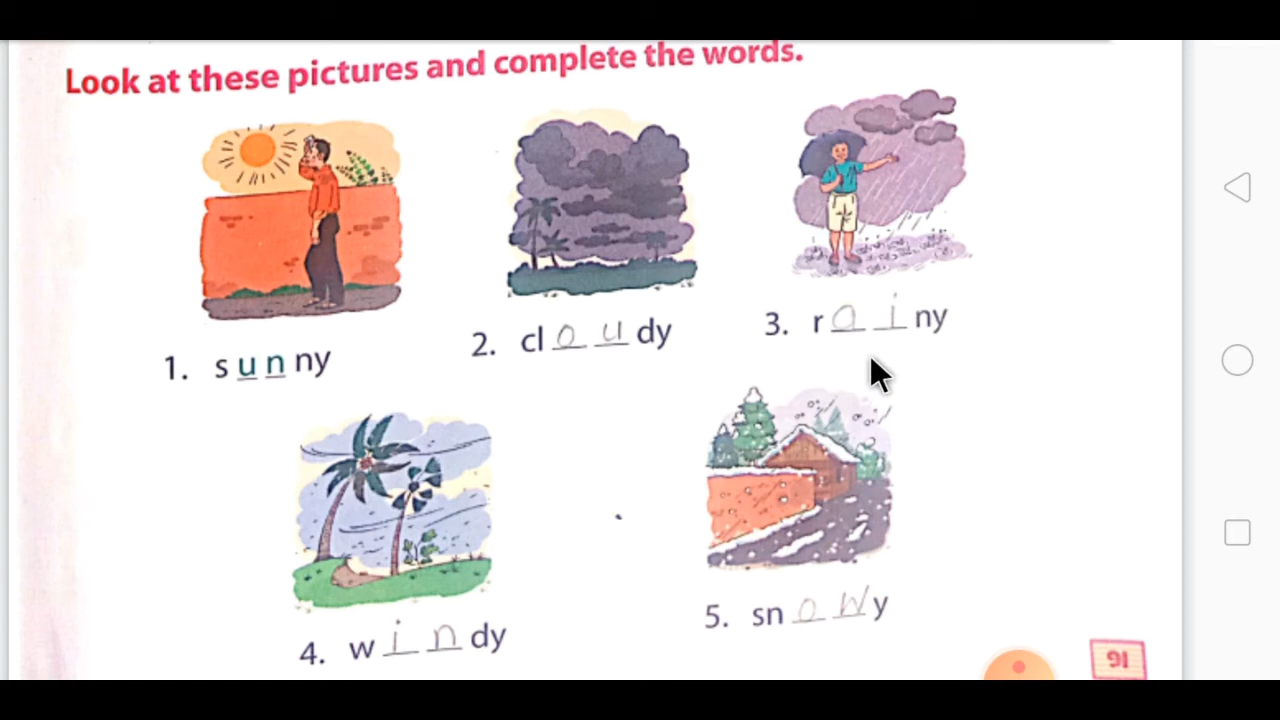 Look at these pictures and complete the words.
1. sunny
2. cloudy
3. rainy
4. windy
5. snowy
91